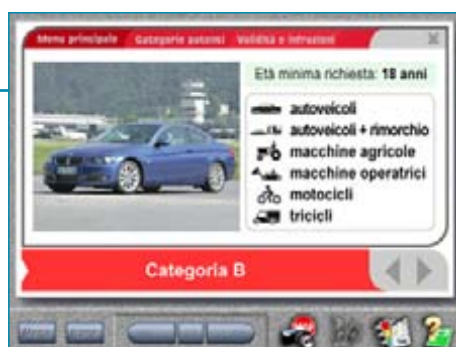 Menu principale Categorie patenti Validità e istruzioni
Età minima richiesta: 18 anni
autoveicoli
autoveicoli + rimorchio
macchine agricole
macchine operatrici
motocicli
tricicli
Categoria B